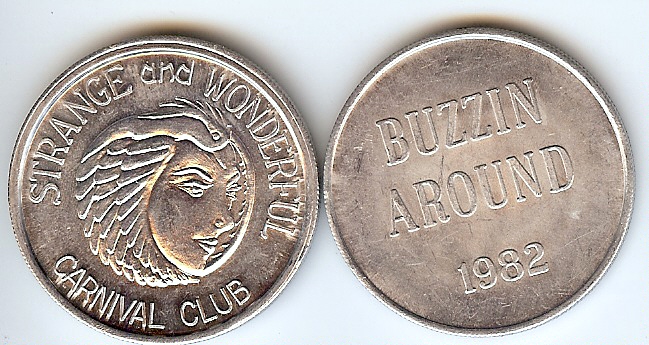 STRANGE and WONDERFUL
CARNIVAL CLUB
BUZZIN
AROUND
1982